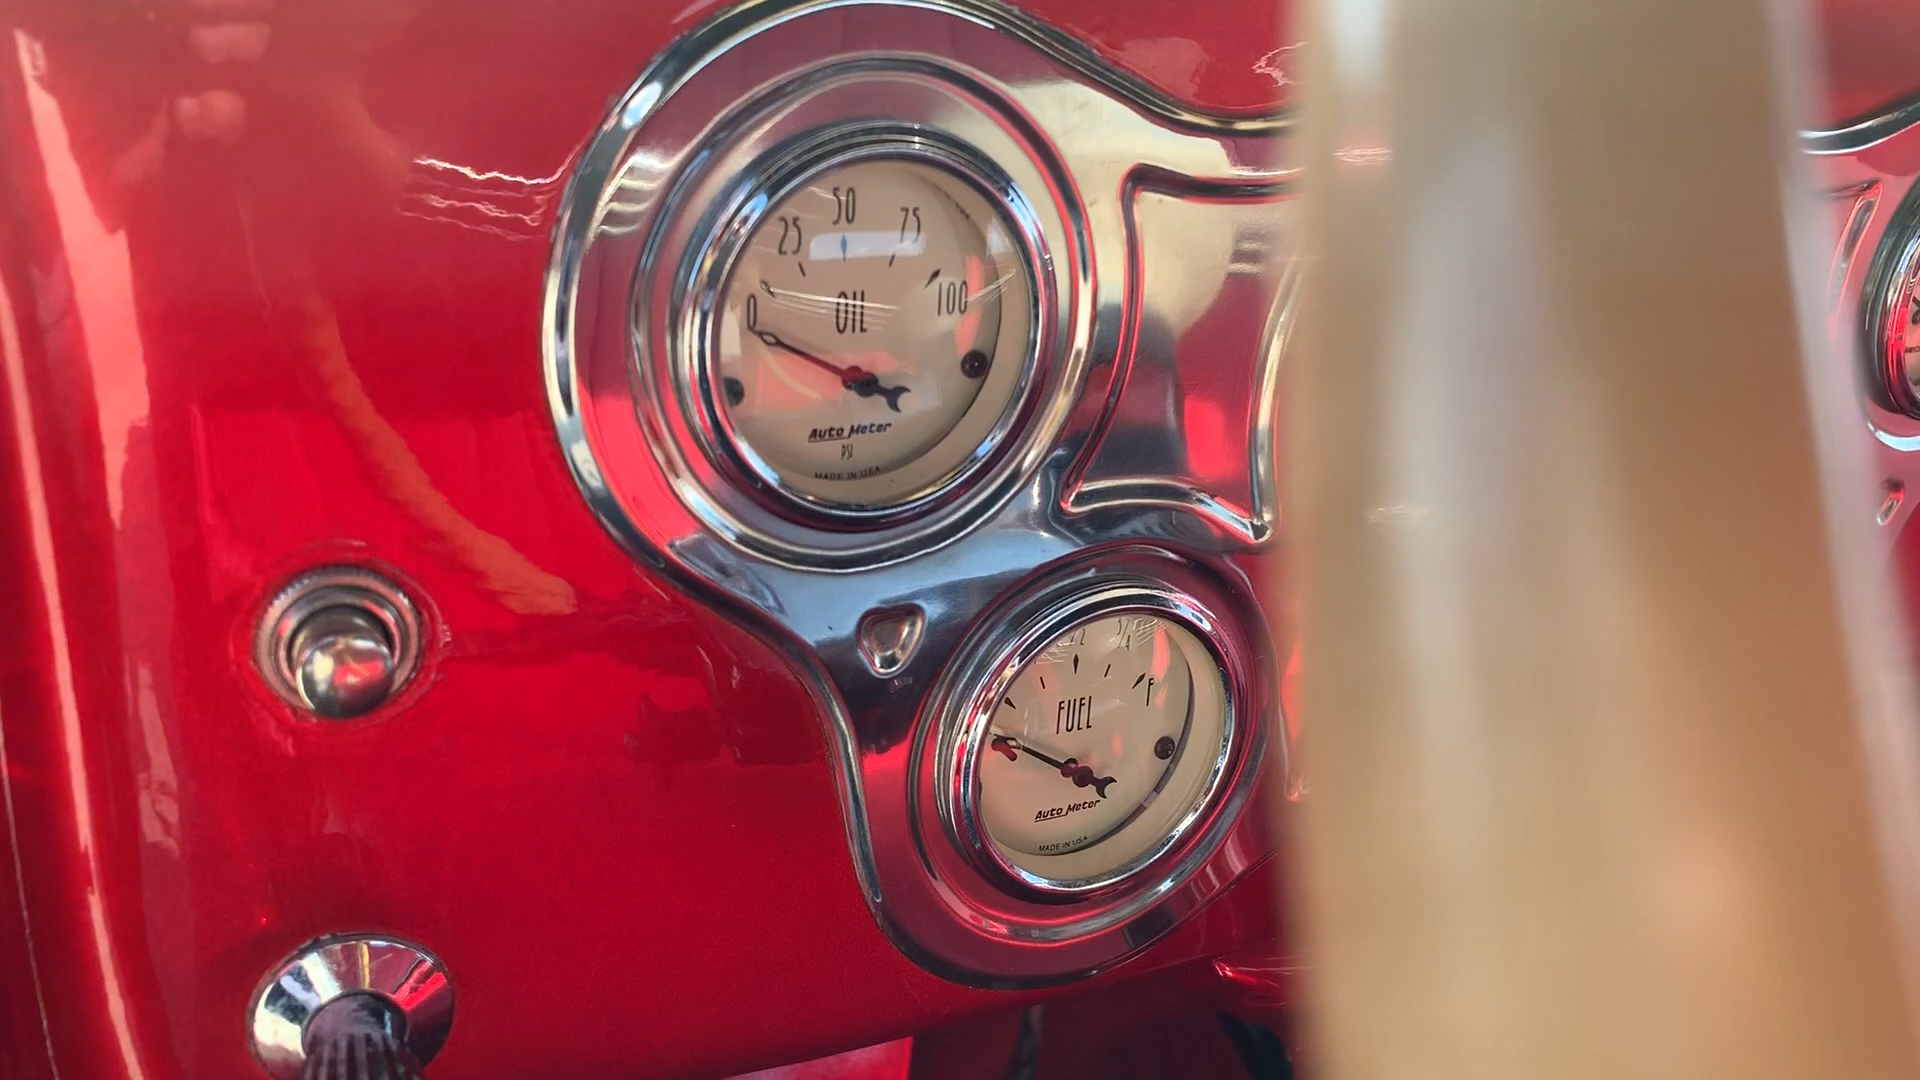 50
25 75
0 OIL 100
Auto Meter
PSI
MADE IN USA
FUEL F
Auto Meter
MADE IN USA